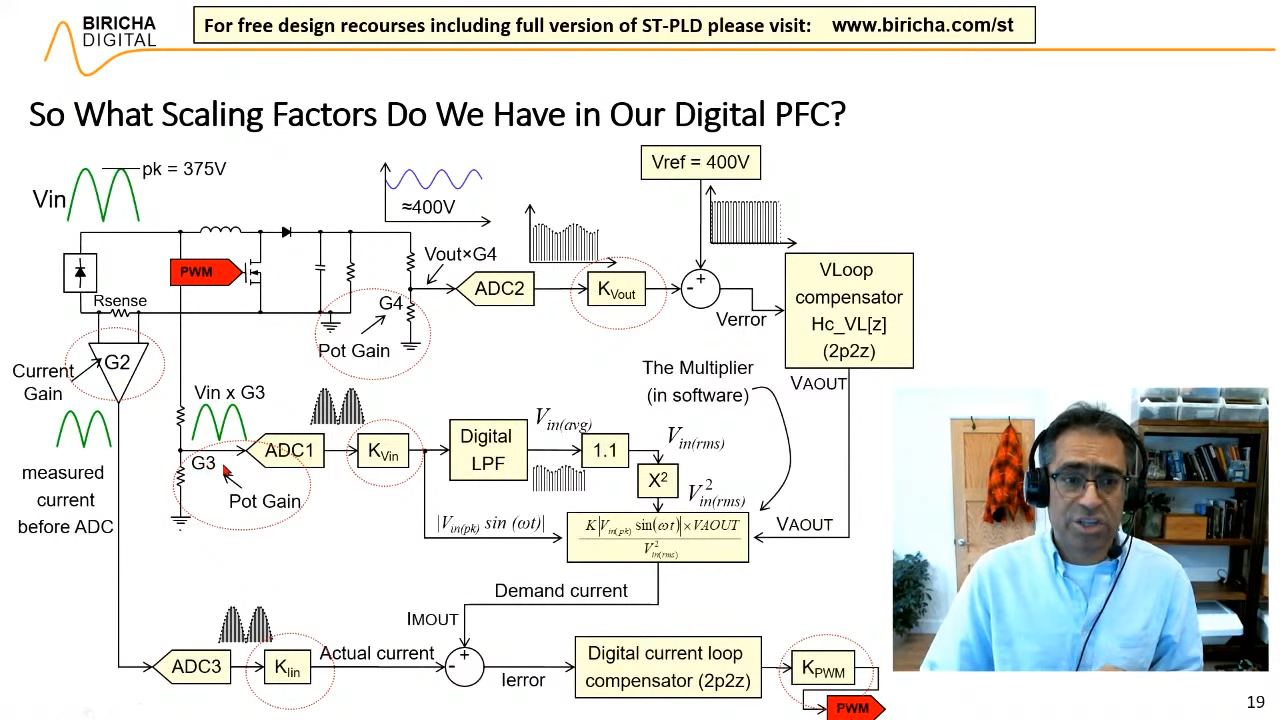 BIRICHA
DIGITAL
For free design recourses including full version of ST-PLD please visit: www.biricha.com/st
So What Scaling Factors Do We Have in Our Digital PFC?
pk = 375V
Vin
≈400V
Vref = 400V
PWM
Vout×G4
ADC2
KVout
- +
Verror
VLoop
compensator
Hc_VL[z]
(2p2z)
Rsense
G4
Pot Gain
G2
Current
Gain
The Multiplier
(in software)
VAOUT
Vin x G3
measured
current
before ADC
G3
Pot Gain
ADC1
KVin
Digital
LPF
Vin(avg)
1.1
Vin(rms)
X²
V²in(rms)
|Vin(pk) sin (ωt)|
K|Vin(pk) sin(ωt)|×VAOUT
V²in(rms)
VAOUT
Demand current
IMOUT
ADC3
KIin
Actual current
- +
Ierror
Digital current loop
compensator (2p2z)
KPWM
PWM
19